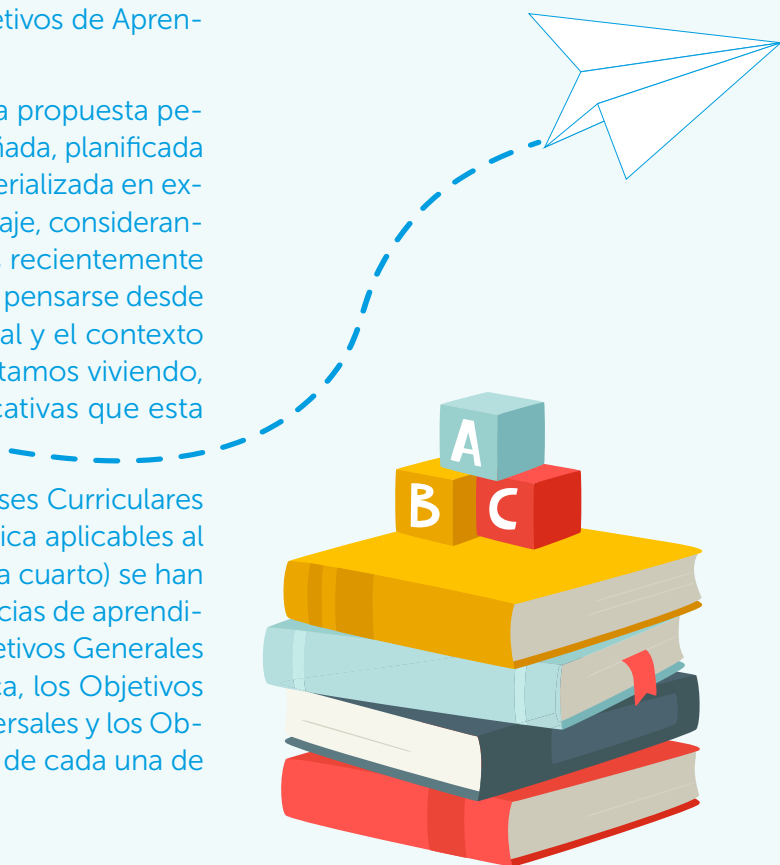 etivos de Apren-
a propuesta pe-
ñada, planificada
erializada en ex-
aje, consideran-
recientemente
pensarse desde
al y el contexto
tamos viviendo,
cativas que esta
ses Curriculares
ica aplicables al
a cuarto) se han
cias de aprendi-
etivos Generales
ca, los Objetivos
ersales y los Ob-
de cada una de
A
B C